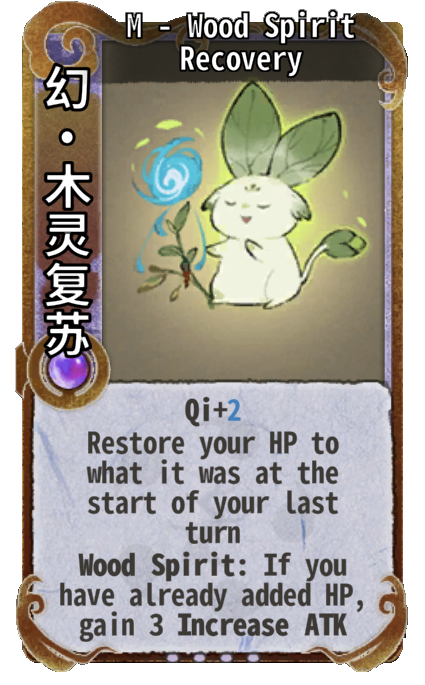 M - Wood Spirit
Recovery
幻·木灵复苏
Qi+2
Restore your HP to
what it was at the
start of your last
turn
Wood Spirit: If you
have already added HP,
gain 3 Increase ATK